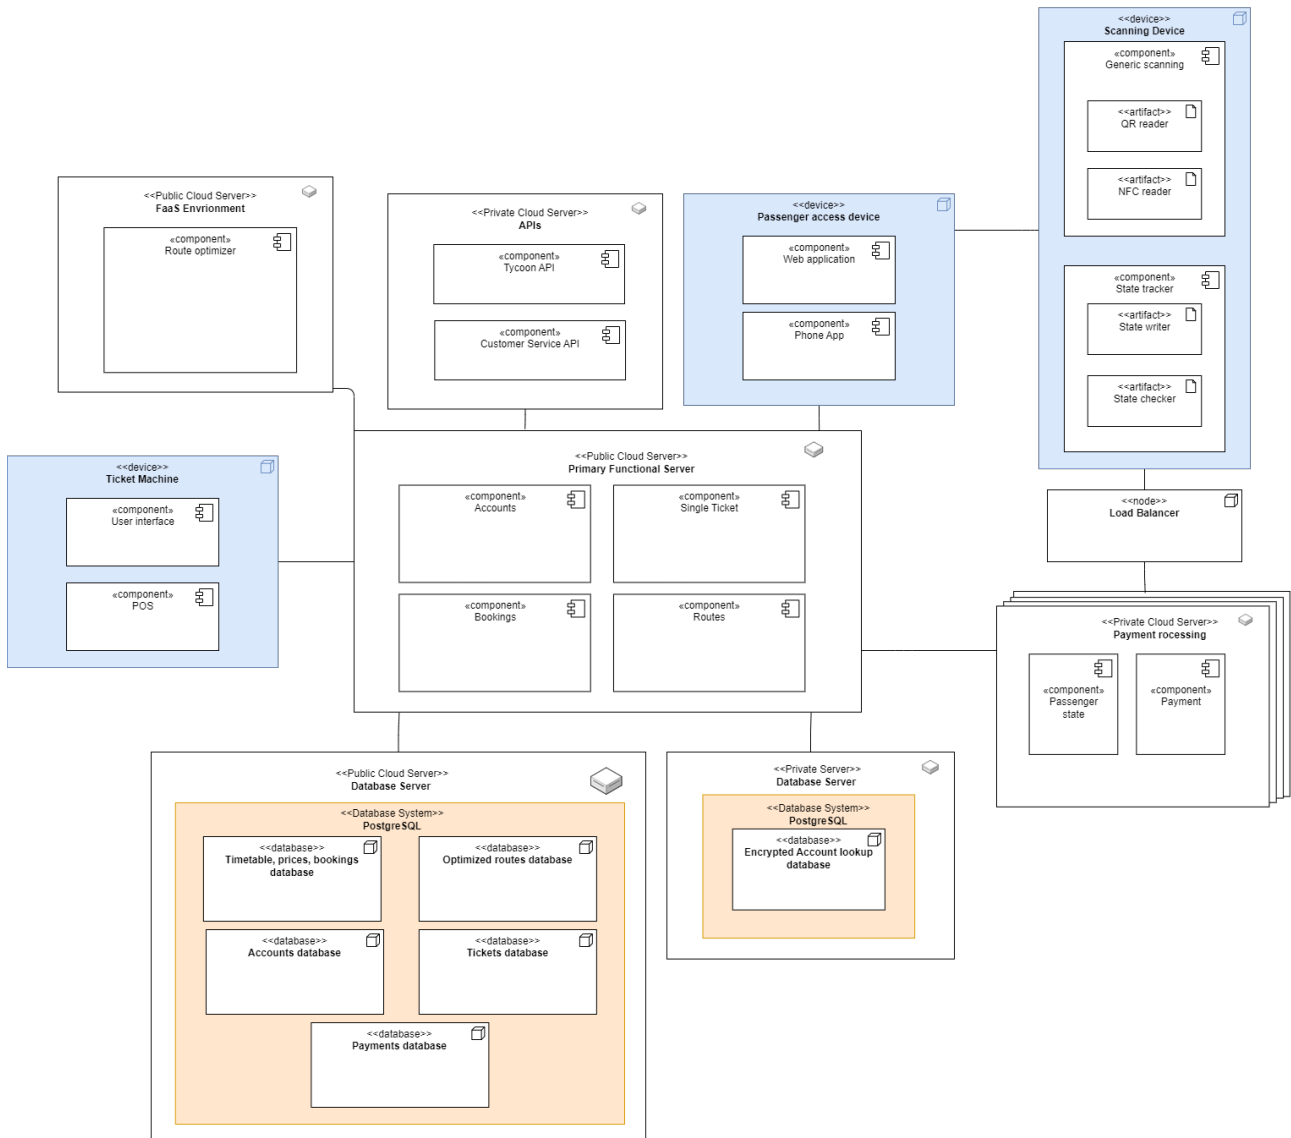 <<device>>
Scanning Device
«component»
Generic scanning
<<artifact>>
QR reader
<<artifact>>
NFC reader
«component»
State tracker
<<artifact>>
State writer
<<artifact>>
State checker
<<Public Cloud Server>>
FaaS Envrionment
«component»
Route optimizer
<<Private Cloud Server>>
APIs
«component»
Tycoon API
«component»
Customer Service API
<<device>>
Passenger access device
«component»
Web application
«component»
Phone App
<<device>>
Ticket Machine
«component»
User interface
«component»
POS
<<Public Cloud Server>>
Primary Functional Server
«component»
Accounts
«component»
Single Ticket
«component»
Bookings
«component»
Routes
<<node>>
Load Balancer
<<Private Cloud Server>>
Payment rocessing
«component»
Passenger
state
«component»
Payment
<<Public Cloud Server>>
Database Server
<<Database System>>
PostgreSQL
<<database>>
Timetable, prices, bookings
database
<<database>>
Optimized routes database
<<database>>
Accounts database
<<database>>
Tickets database
<<database>>
Payments database
<<Private Server>>
Database Server
<<Database System>>
PostgreSQL
<<database>>
Encrypted Account lookup
database